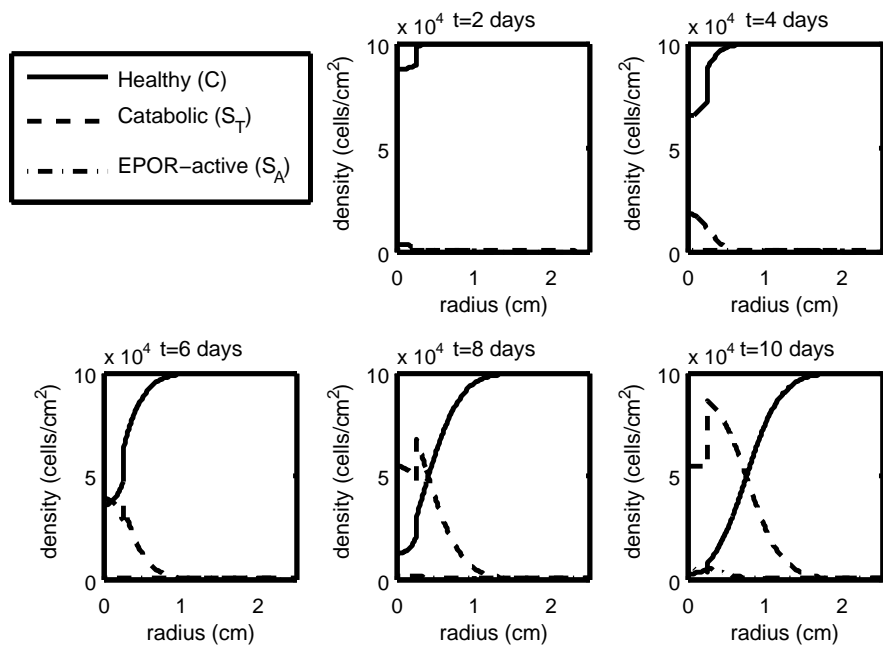 Healthy (C)
Catabolic (S_T)
EPOR−active (S_A)
x 10^4 t=2 days
10
5
0
0 1 2
density (cells/cm^2)
radius (cm)
x 10^4 t=4 days
10
5
0
0 1 2
density (cells/cm^2)
radius (cm)
x 10^4 t=6 days
10
5
0
0 1 2
density (cells/cm^2)
radius (cm)
x 10^4 t=8 days
10
5
0
0 1 2
density (cells/cm^2)
radius (cm)
x 10^4 t=10 days
10
5
0
0 1 2
density (cells/cm^2)
radius (cm)